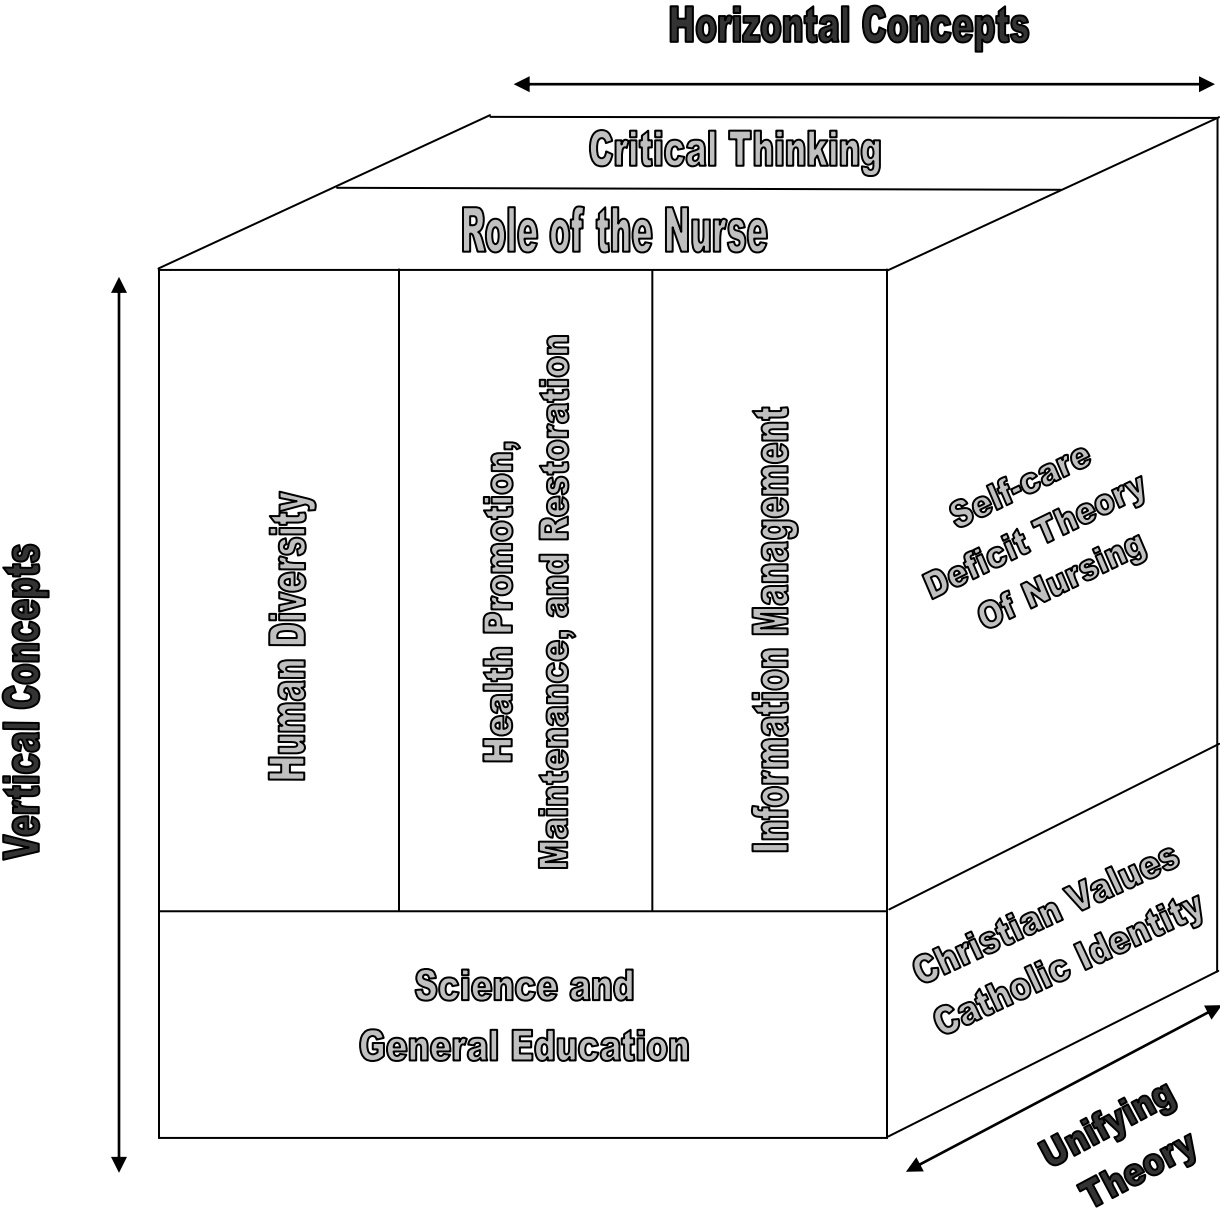 Horizontal Concepts
Critical Thinking
Role of the Nurse
Vertical Concepts
Human Diversity
Health Promotion,
Maintenance, and Restoration
Information Management
Self-care
Deficit Theory
Of Nursing
Science and
General Education
Christian Values
Catholic Identity
Unifying
Theory